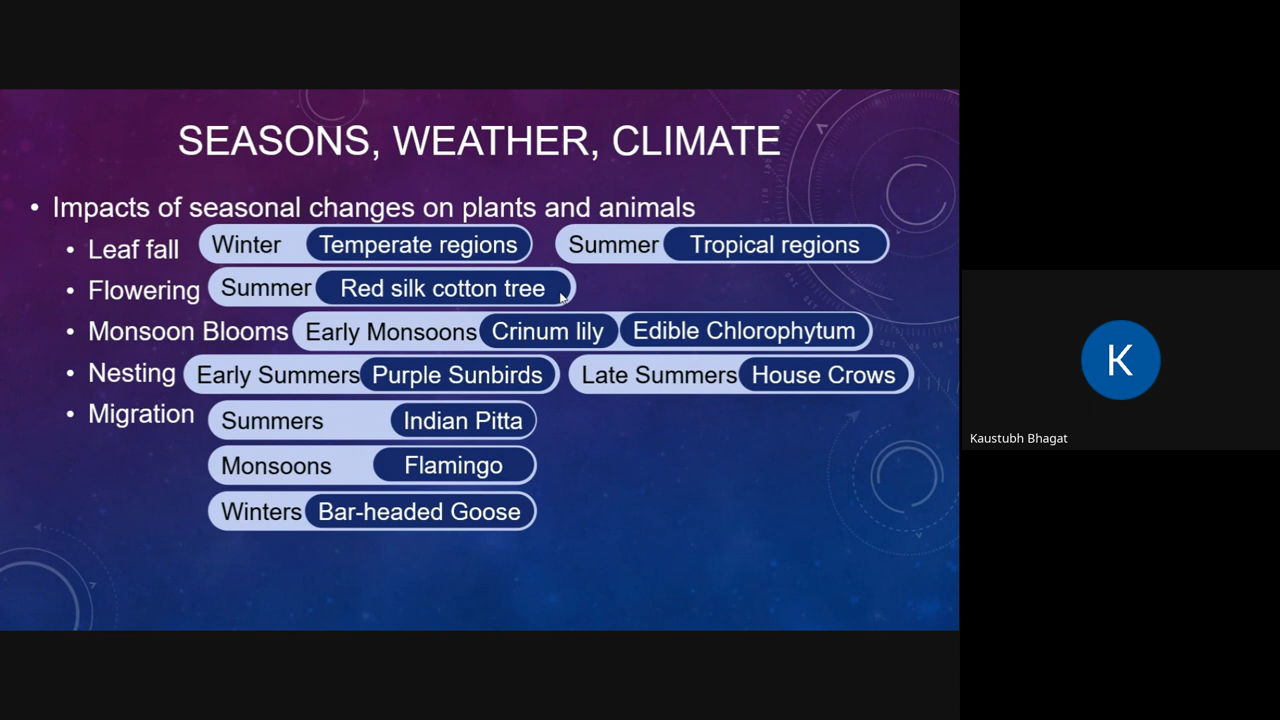 SEASONS, WEATHER, CLIMATE
• Impacts of seasonal changes on plants and animals
• Leaf fall Winter Temperate regions Summer Tropical regions
• Flowering Summer Red silk cotton tree
• Monsoon Blooms Early Monsoons Crinum lily Edible Chlorophytum
• Nesting Early Summers Purple Sunbirds Late Summers House Crows
• Migration Summers Indian Pitta
Monsoons Flamingo
Winters Bar-headed Goose
K
Kaustubh Bhagat